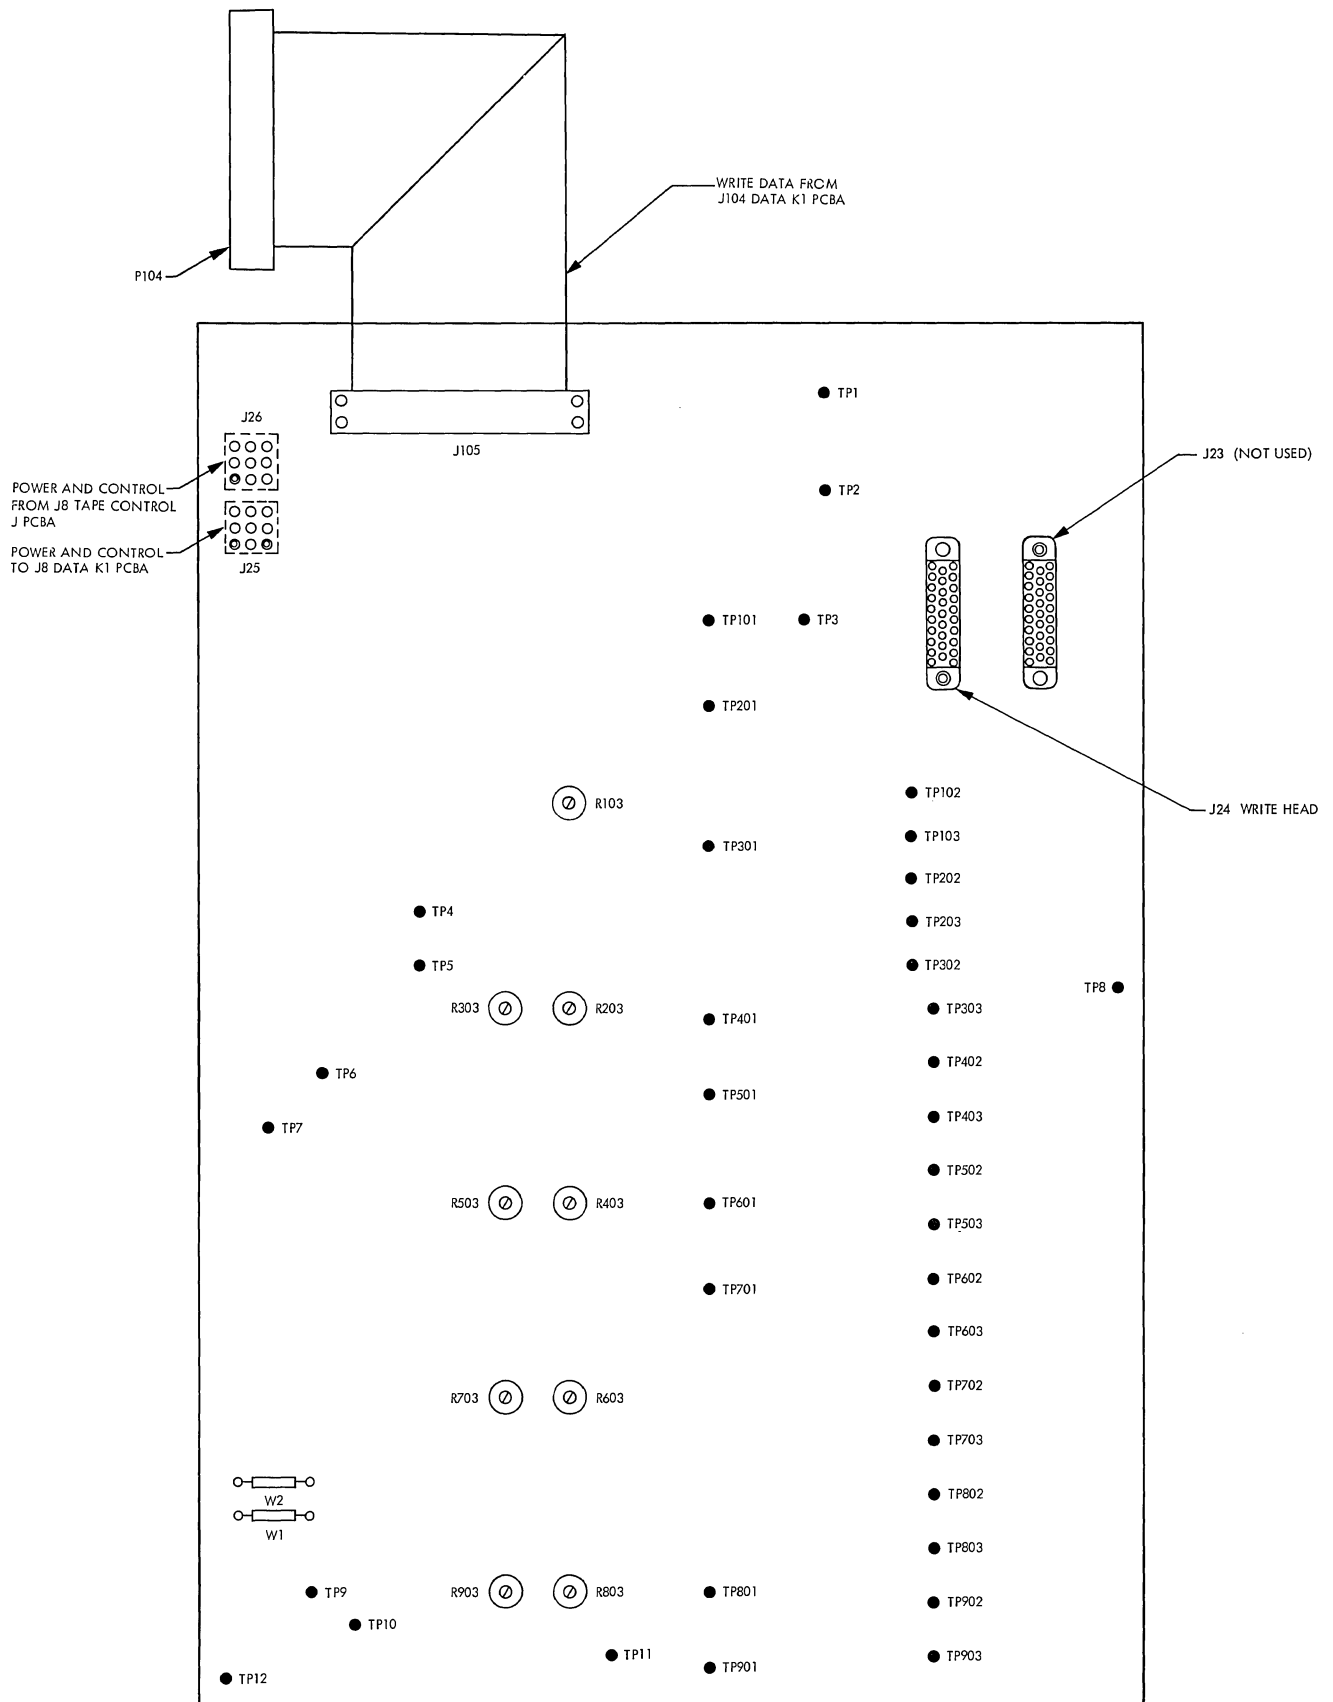 WRITE DATA FROM
J104 DATA K1 PCBA
P104
TP1
J26
J105
J23 (NOT USED)
POWER AND CONTROL
FROM J8 TAPE CONTROL
J PCBA
TP2
POWER AND CONTROL
TO J8 DATA K1 PCBA
J25
TP101
TP3
TP201
TP102
R103
J24 WRITE HEAD
TP103
TP301
TP202
TP4
TP203
TP5
TP302
TP8
R303
R203
TP401
TP303
TP402
TP6
TP501
TP403
TP7
TP502
R503
R403
TP601
TP503
TP602
TP701
TP603
TP702
R703
R603
TP703
W2
TP802
W1
TP803
TP9
R903
R803
TP801
TP902
TP10
TP11
TP903
TP901
TP12